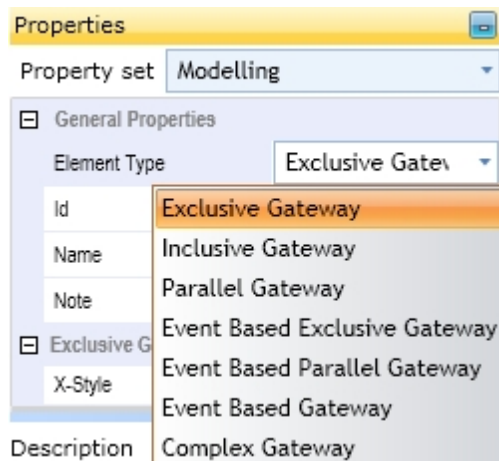 Properties
Property set Modelling
General Properties
Element Type Exclusive Gatew
Id
Exclusive Gateway
Name
Inclusive Gateway
Note
Parallel Gateway
Event Based Exclusive Gateway
Exclusive G
Event Based Parallel Gateway
X-Style
Event Based Gateway
Description
Complex Gateway